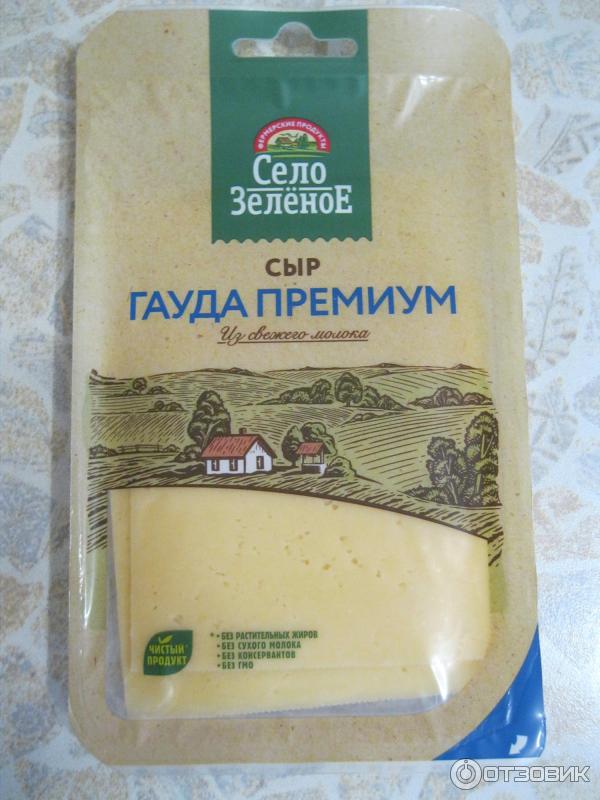 ФЕРМЕРСКИЕ ПРОДУКТЫ
Село
Зелёное
СЫР
ГАУДА ПРЕМИУМ
Из свежего молока
ЧИСТЫЙ*
ПРОДУКТ
* • БЕЗ РАСТИТЕЛЬНЫХ ЖИРОВ
• БЕЗ СУХОГО МОЛОКА
• БЕЗ КОНСЕРВАНТОВ
• БЕЗ ГМО
ОТЗОВИК